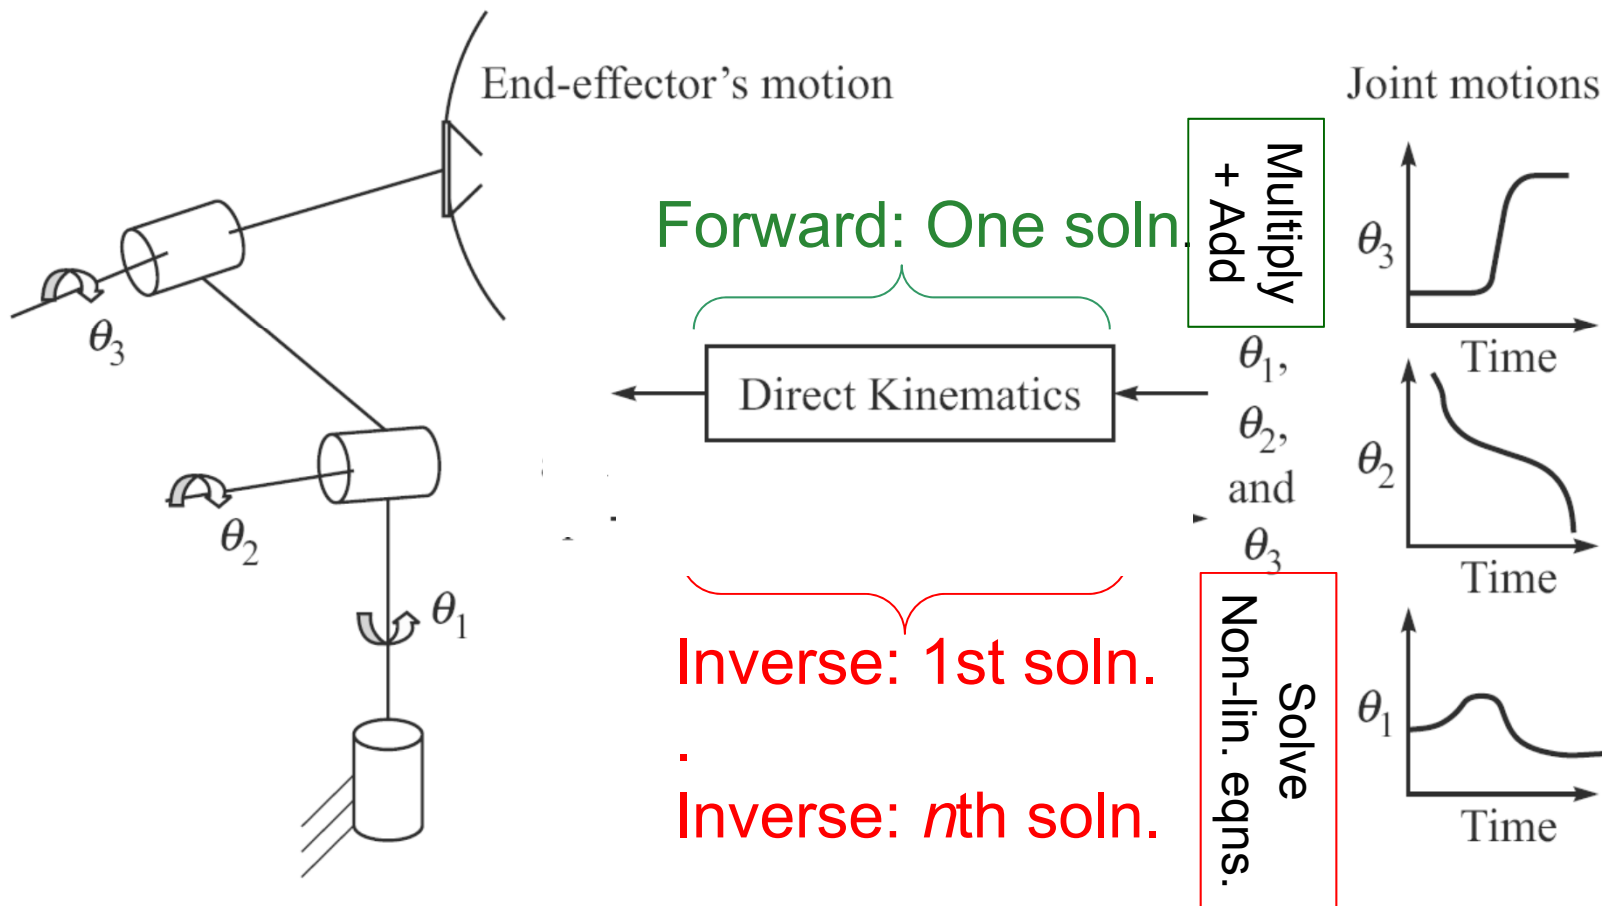 End-effector’s motion
Joint motions
Multiply
+ Add
Forward: One soln.
θ3
Time
θ3
Direct Kinematics
θ1,
θ2,
and
θ3
θ2
Time
θ2
θ1
Inverse: 1st soln.
.
Inverse: nth soln.
Solve
Non-lin. eqns.
θ1
Time